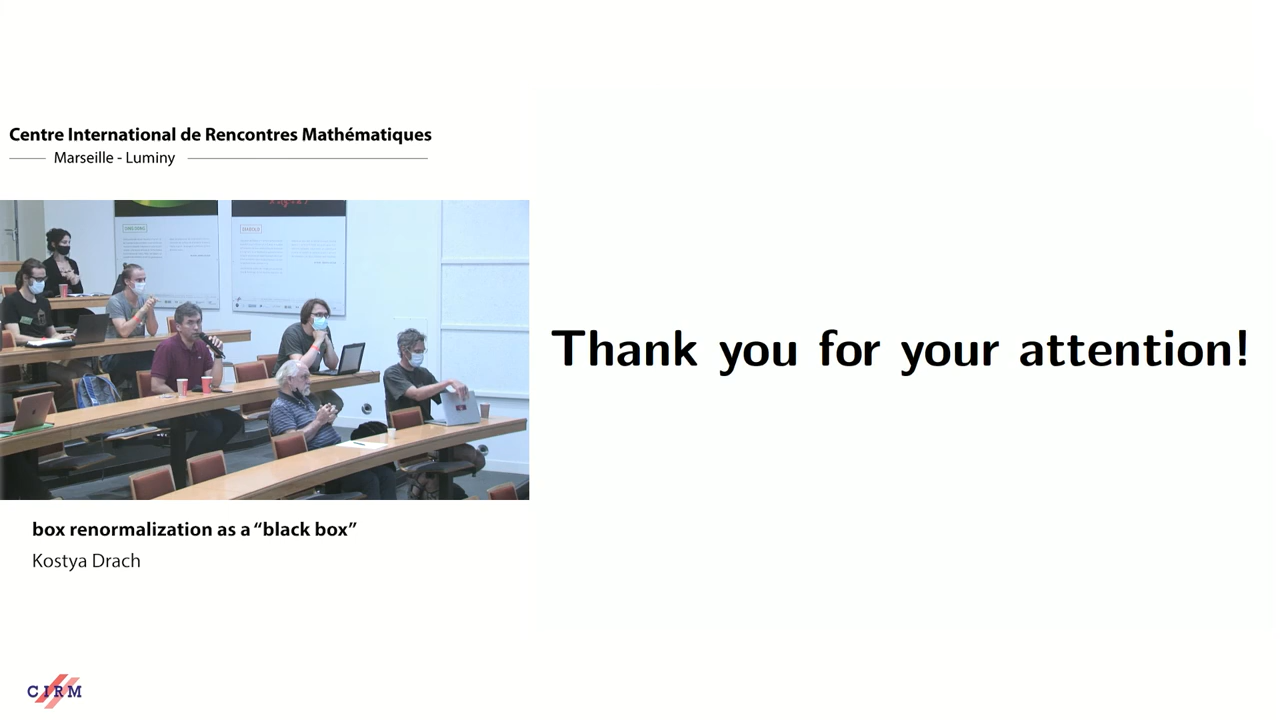 Centre International de Rencontres Mathématiques
Marseille - Luminy
box renormalization as a “black box”
Kostya Drach
CIRM
Thank you for your attention!